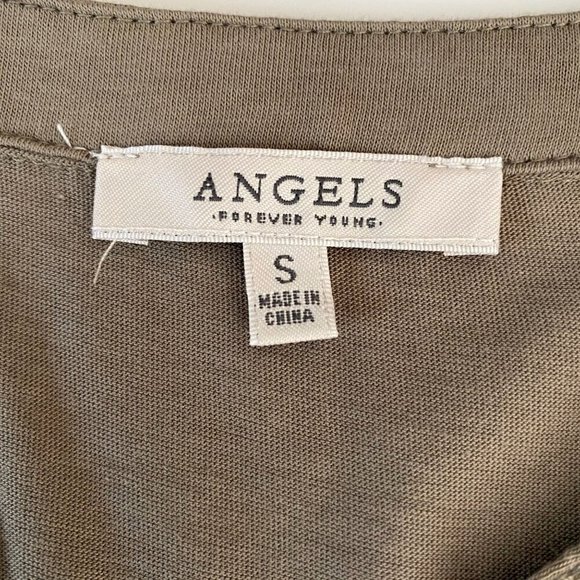 ANGELS
·FOREVER YOUNG·
S
MADE IN
CHINA